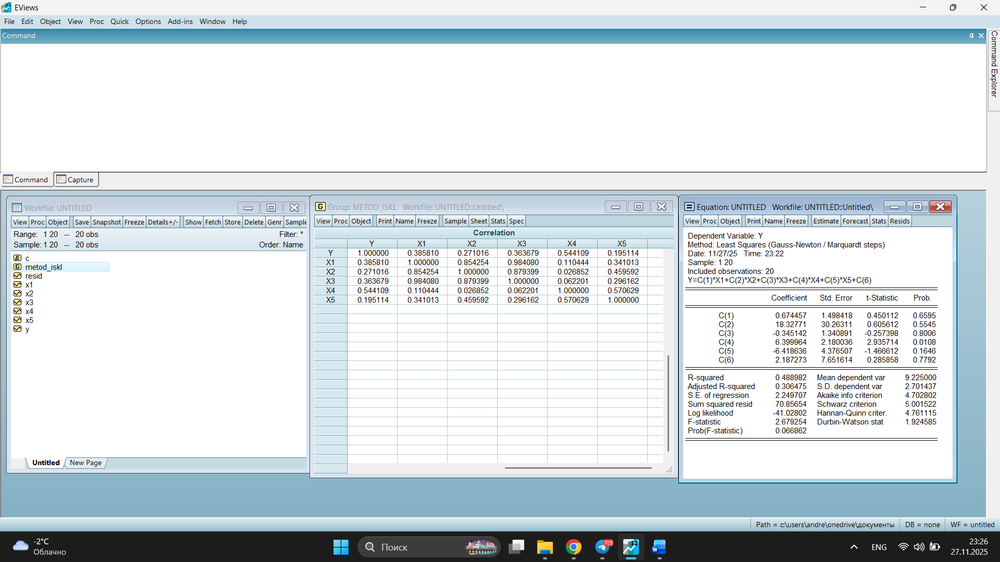 EViews
File Edit Object View Proc Quick Options Add-ins Window Help
Command
Command Explorer
Command Capture
Workfile: UNTITLED
View Proc Object Save Snapshot Freeze Details+/- Show Fetch Store Delete Genr Sample
Range: 1 20 -- 20 obs Filter: *
Sample: 1 20 -- 20 obs Order: Name
c
metod_iskl
resid
x1
x2
x3
x4
x5
y
Untitled New Page
Group: METOD_ISKL Workfile: UNTITLED::Untitled\
View Proc Object Print Name Freeze Sample Sheet Stats Spec
Correlation
Y X1 X2 X3 X4 X5
Y 1.000000 0.385810 0.271016 0.363679 0.544109 0.195114
X1 0.385810 1.000000 0.854254 0.984080 0.110444 0.341013
X2 0.271016 0.854254 1.000000 0.879399 0.026852 0.459592
X3 0.363679 0.984080 0.879399 1.000000 0.062201 0.296162
X4 0.544109 0.110444 0.026852 0.062201 1.000000 0.570629
X5 0.195114 0.341013 0.459592 0.296162 0.570629 1.000000
Equation: UNTITLED Workfile: UNTITLED::Untitled\
View Proc Object Print Name Freeze Estimate Forecast Stats Resids
Dependent Variable: Y
Method: Least Squares (Gauss-Newton / Marquardt steps)
Date: 11/27/25 Time: 23:22
Sample: 1 20
Included observations: 20
Y=C(1)*X1+C(2)*X2+C(3)*X3+C(4)*X4+C(5)*X5+C(6)
Coefficient Std. Error t-Statistic Prob.
C(1) 0.674457 1.498418 0.450112 0.6595
C(2) 18.32771 30.26311 0.605612 0.5545
C(3) -0.345142 1.340891 -0.257398 0.8006
C(4) 6.399964 2.180036 2.935714 0.0108
C(5) -6.418636 4.376507 -1.466612 0.1646
C(6) 2.187273 7.651614 0.285858 0.7792
R-squared 0.488982 Mean dependent var 9.225000
Adjusted R-squared 0.306475 S.D. dependent var 2.701437
S.E. of regression 2.249707 Akaike info criterion 4.702802
Sum squared resid 70.85654 Schwarz criterion 5.001522
Log likelihood -41.02802 Hannan-Quinn criter. 4.761115
F-statistic 2.679254 Durbin-Watson stat 1.924585
Prob(F-statistic) 0.066862
Path = c:\users\andre\onedrive\документы DB = none WF = untitled
-2°C
Облачно
Поиск
709
12
ENG
23:26
27.11.2025